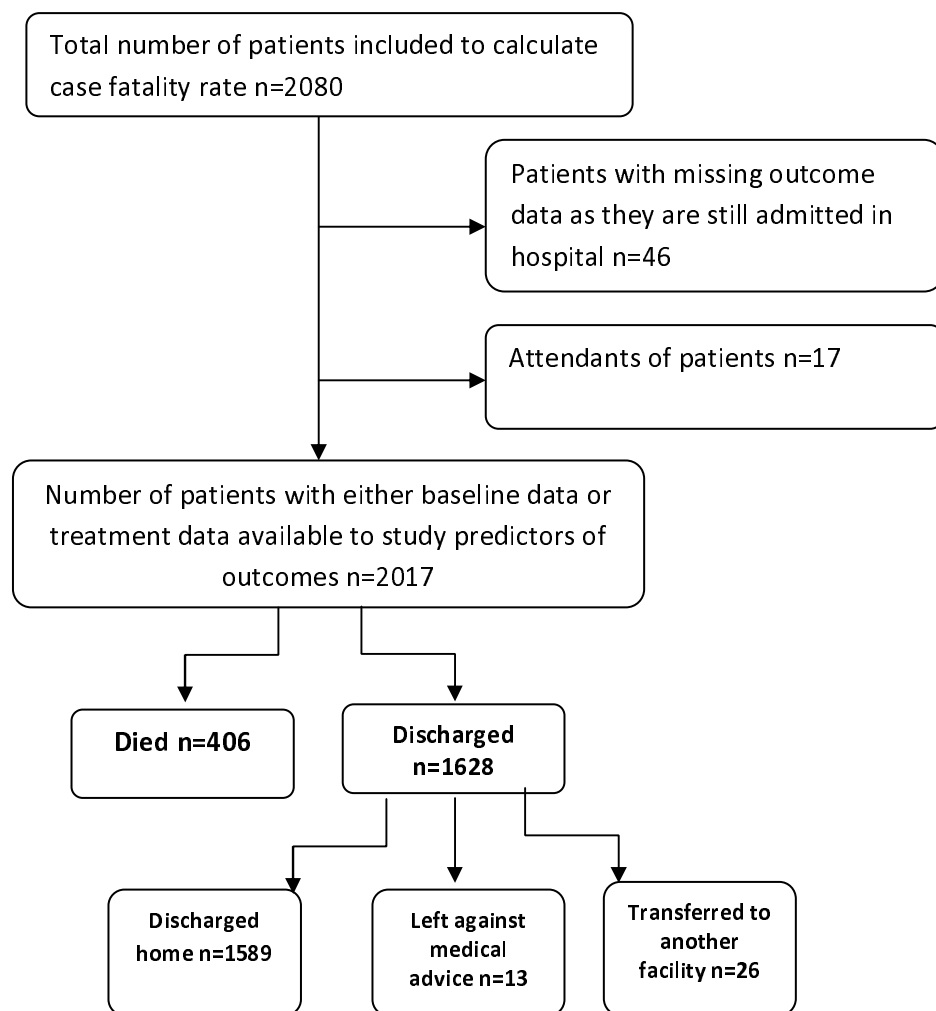 Total number of patients included to calculate
case fatality rate n=2080
Patients with missing outcome
data as they are still admitted in
hospital n=46
Attendants of patients n=17
Number of patients with either baseline data or
treatment data available to study predictors of
outcomes n=2017
Died n=406
Discharged
n=1628
Discharged
home n=1589
Left against
medical
advice n=13
Transferred to
another
facility n=26